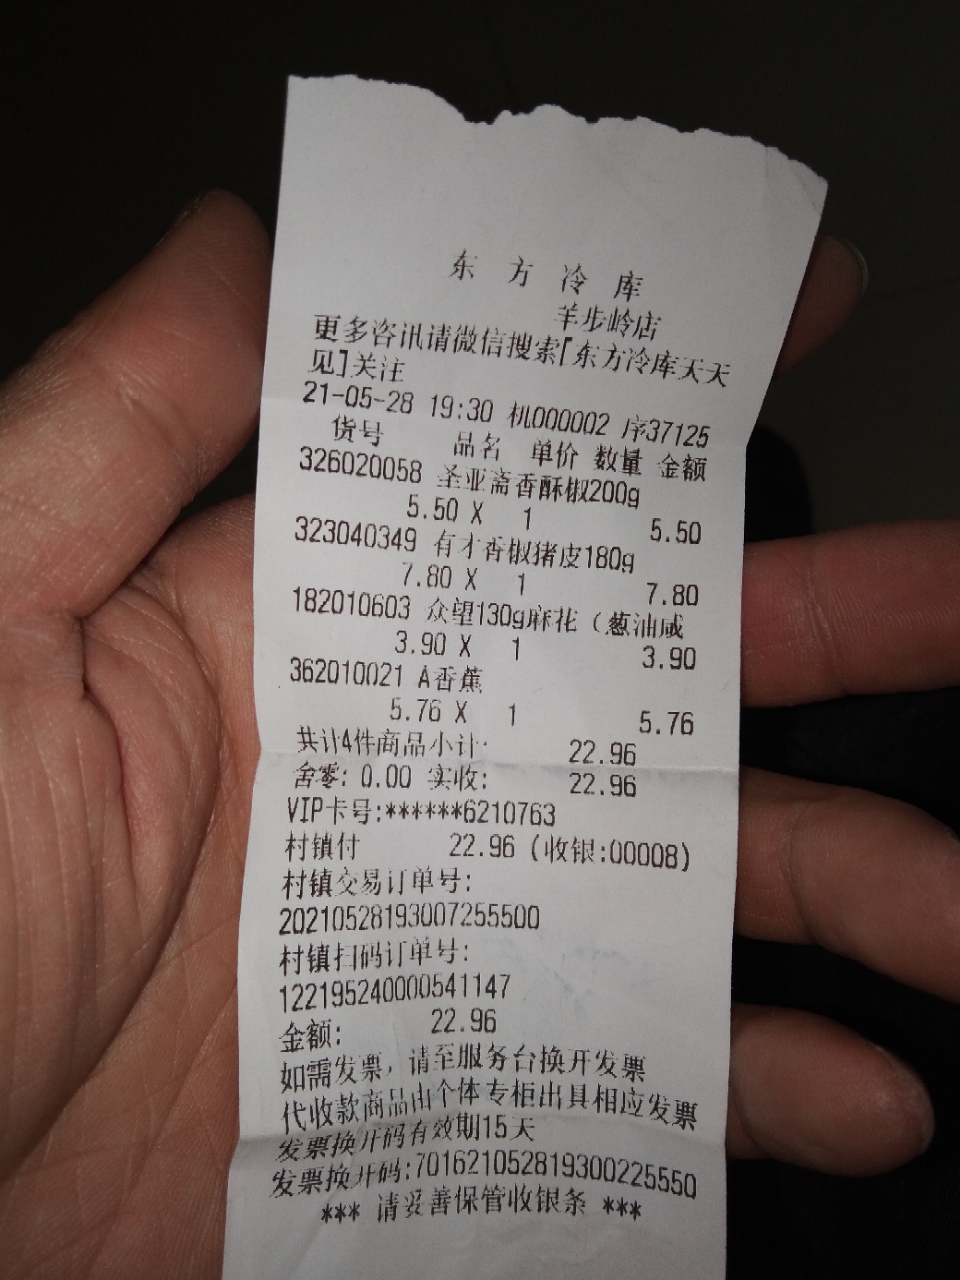 东方冷库
羊步岭店
更多咨讯请微信搜索[东方冷库天天
见]关注
21-05-28 19:30 机000002 序37125
货号 品名 单价 数量 金额
326020058 圣亚斋香酥椒200g
5.50 X 1 5.50
323040349 有才香椒猪皮180g
7.80 X 1 7.80
182010603 众望130g麻花（葱油咸
3.90 X 1 3.90
362010021 A香蕉
5.76 X 1 5.76
共计4件商品小计: 22.96
舍零: 0.00 实收: 22.96
VIP卡号:******6210763
村镇付 22.96 (收银:00008)
村镇交易订单号:
20210528193007255500
村镇扫码订单号:
122195240000541147
金额: 22.96
如需发票，请至服务台换开发票
代收款商品由个体专柜出具相应发票
发票换开码有效期15天
发票换开码:701621052819300225550
*** 请妥善保管收银条 ***